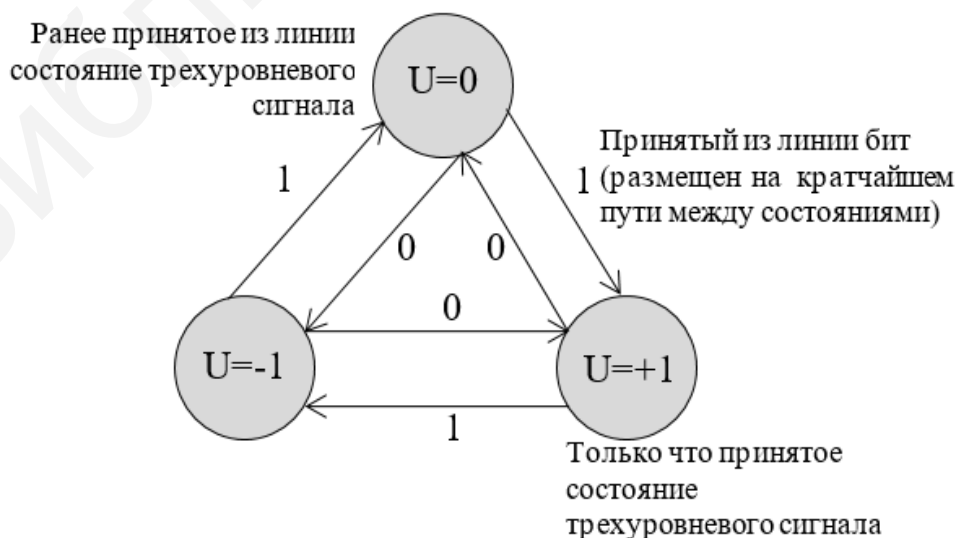 Ранее принятое из линии
состояние трехуровневого
сигнала
U=0
Принятый из линии бит
1 (размещен на кратчайшем
пути между состояниями)
1
0
0
0
U=-1
U=+1
1
Только что принятое
состояние
трехуровневого сигнала